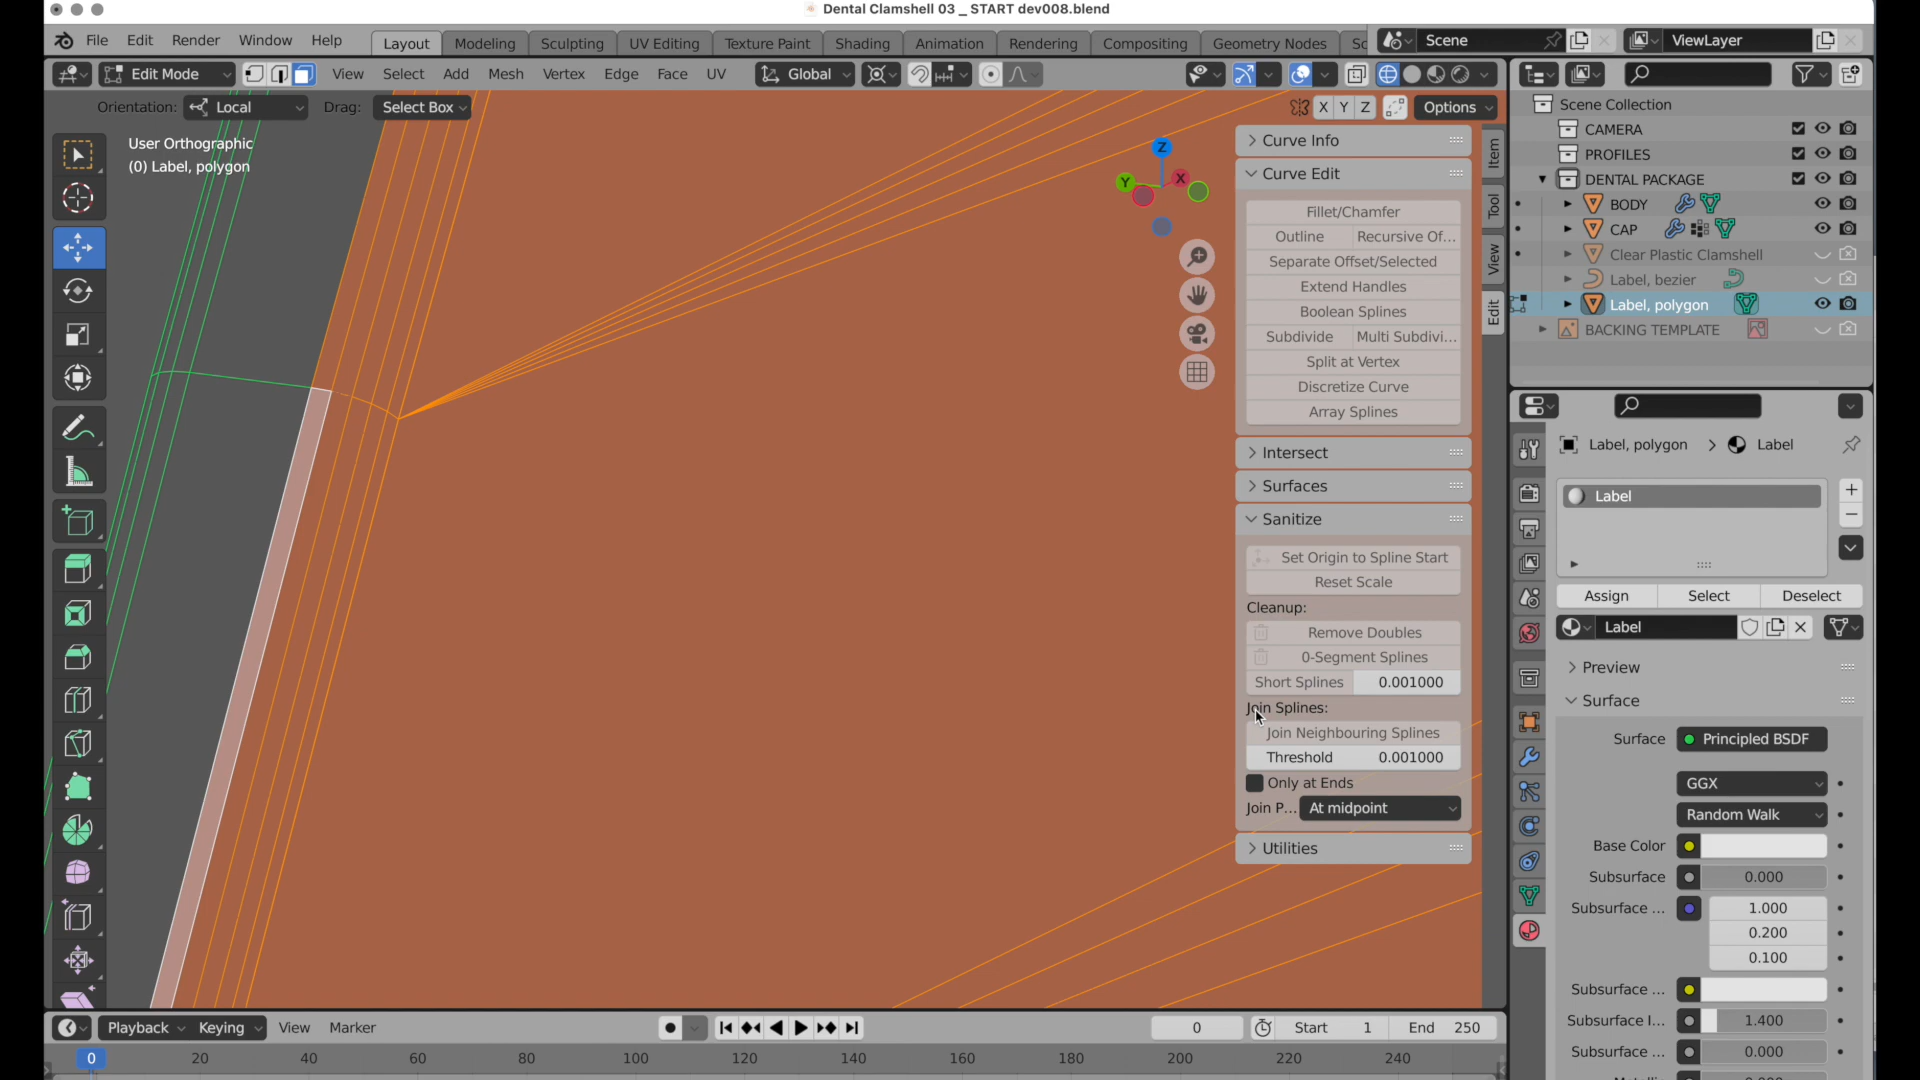 Dental Clamshell 03 _ START dev008.blend
File Edit Render Window Help Layout Modeling Sculpting UV Editing Texture Paint Shading Animation Rendering Compositing Geometry Nodes Sc Scene ViewLayer
Edit Mode View Select Add Mesh Vertex Edge Face UV Global
Orientation: Local Drag: Select Box X Y Z Options
User Orthographic
(0) Label, polygon
Z
Y X
Curve Info
Curve Edit
Fillet/Chamfer
Outline Recursive Of...
Separate Offset/Selected
Extend Handles
Boolean Splines
Subdivide Multi Subdivi...
Split at Vertex
Discretize Curve
Array Splines
Intersect
Surfaces
Sanitize
Set Origin to Spline Start
Reset Scale
Cleanup:
Remove Doubles
0-Segment Splines
Short Splines 0.001000
Join Splines:
Join Neighbouring Splines
Threshold 0.001000
Only at Ends
Join P... At midpoint
Utilities
Item
Tool
View
Edit
Scene Collection
CAMERA
PROFILES
DENTAL PACKAGE
BODY
CAP
Clear Plastic Clamshell
Label, bezier
Label, polygon
BACKING TEMPLATE
Label, polygon > Label
Label
Assign Select Deselect
Label
Preview
Surface
Surface Principled BSDF
GGX
Random Walk
Base Color
Subsurface 0.000
Subsurface ... 1.000
0.200
0.100
Subsurface ...
Subsurface I... 1.400
Subsurface ... 0.000
Playback Keying View Marker 0 Start 1 End 250
0 20 40 60 80 100 120 140 160 180 200 220 240